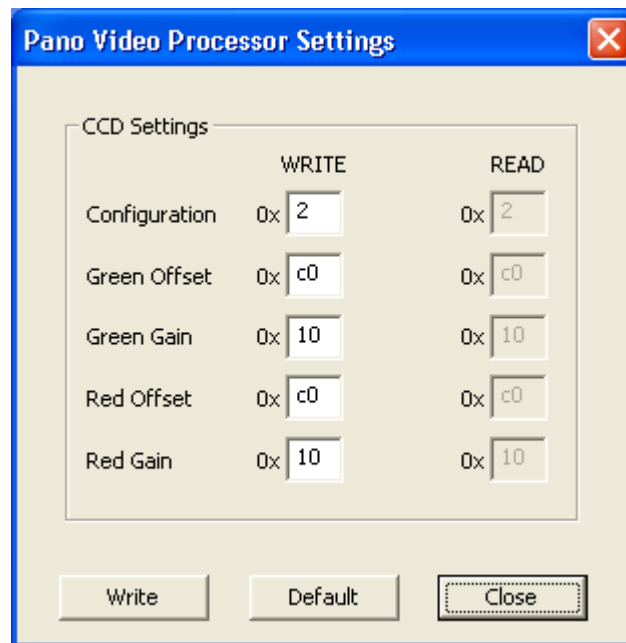 Pano Video Processor Settings
CCD Settings
WRITE READ
Configuration 0x 2 0x 2
Green Offset 0x c0 0x c0
Green Gain 0x 10 0x 10
Red Offset 0x c0 0x c0
Red Gain 0x 10 0x 10
Write Default Close